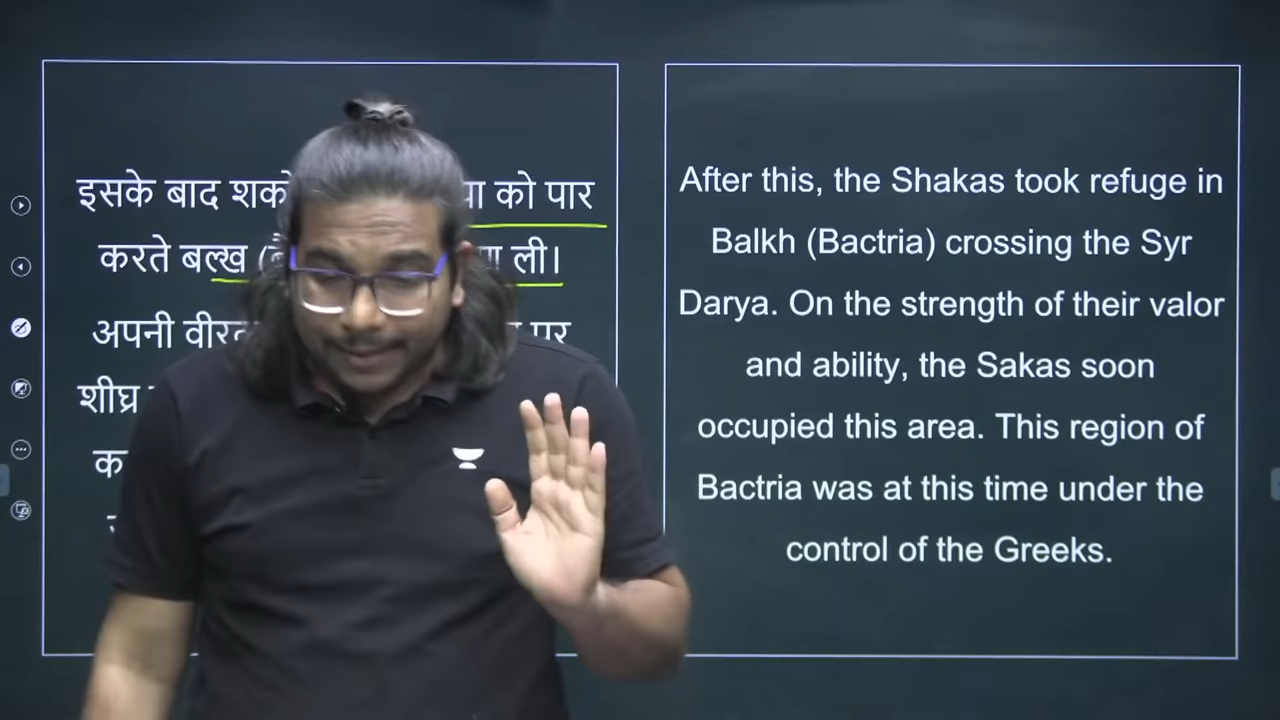 इसके बाद शको को पार
करते बल्ख ली।
अपनी पर
शीघ्र
After this, the Shakas took refuge in
Balkh (Bactria) crossing the Syr
Darya. On the strength of their valor
and ability, the Sakas soon
occupied this area. This region of
Bactria was at this time under the
control of the Greeks.